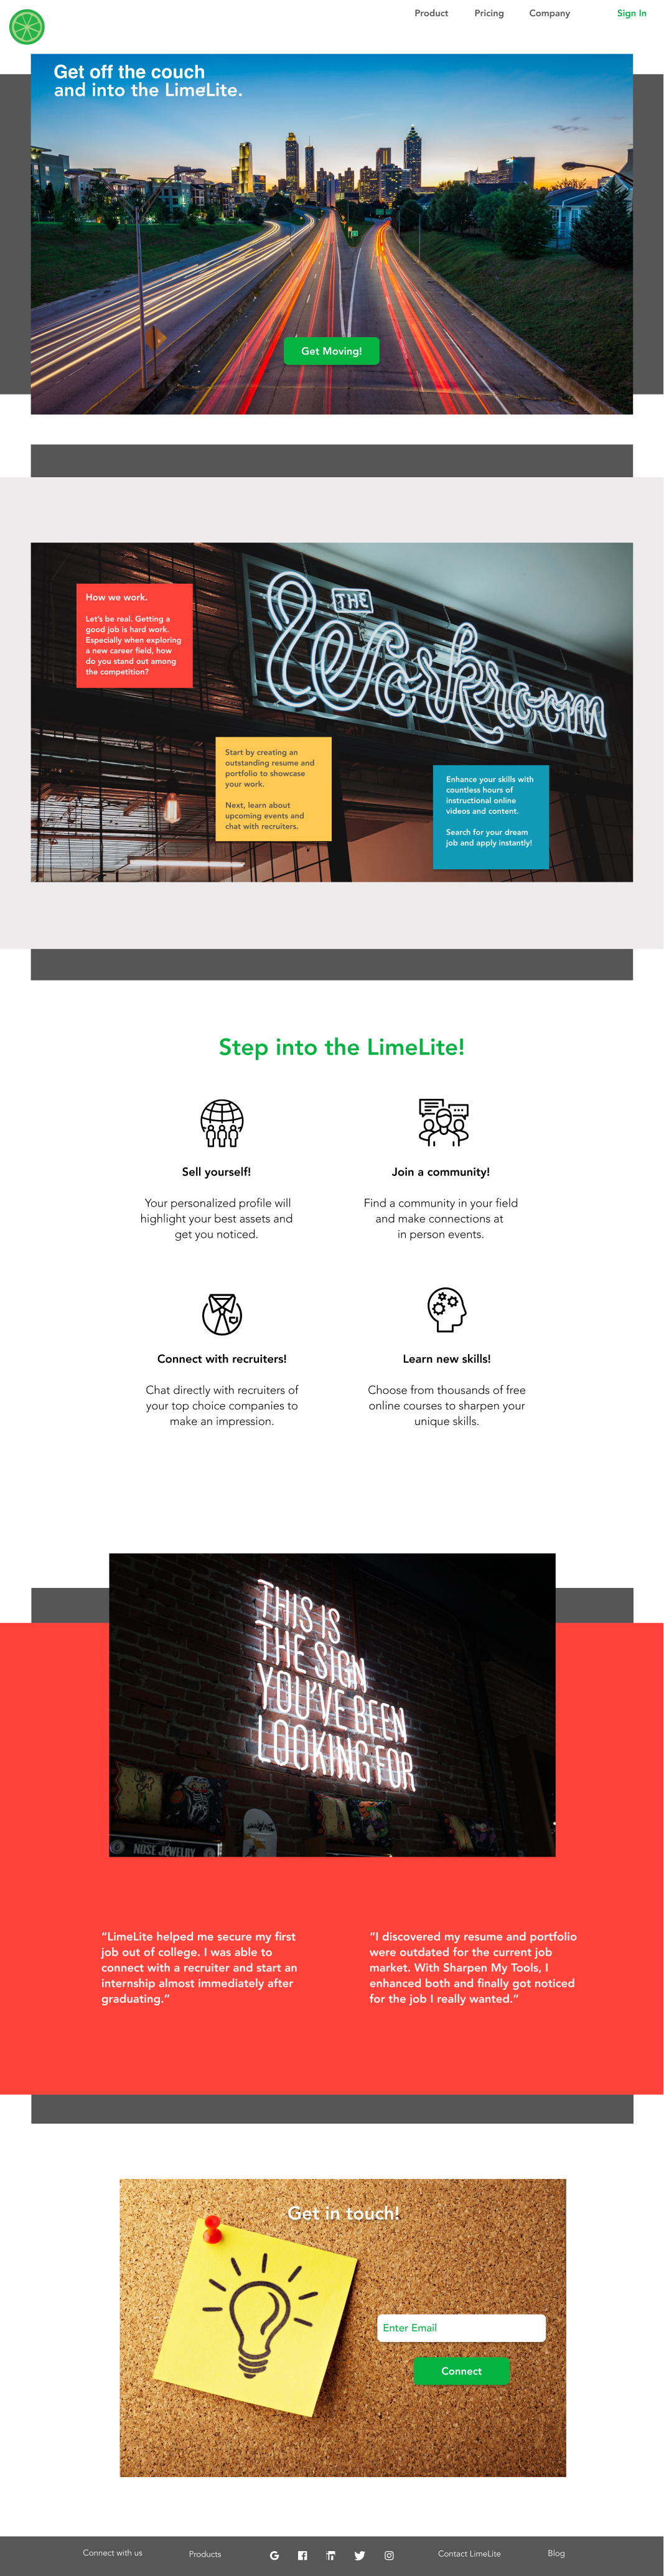 Product Pricing Company Sign In
Get off the couch
and into the LimeLite.
Get Moving!
THE
Workroom
How we work.
Let's be real. Getting a
good job is hard work.
Especially when exploring
a new career field, how
do you stand out among
the competition?
Start by creating an
outstanding resume and
portfolio to showcase
your work.
Next, learn about
upcoming events and
chat with recruiters.
Enhance your skills with
countless hours of
instructional online
videos and content.
Search for your dream
job and apply instantly!
Step into the LimeLite!
Sell yourself!
Your personalized profile will
highlight your best assets and
get you noticed.
Join a community!
Find a community in your field
and make connections at
in person events.
Connect with recruiters!
Chat directly with recruiters of
your top choice companies to
make an impression.
Learn new skills!
Choose from thousands of free
online courses to sharpen your
unique skills.
THIS IS
THE SIGN
YOU'VE BEEN
LOOKING FOR
NOSE JEWELRY
“LimeLite helped me secure my first
job out of college. I was able to
connect with a recruiter and start an
internship almost immediately after
graduating.”
“I discovered my resume and portfolio
were outdated for the current job
market. With Sharpen My Tools, I
enhanced both and finally got noticed
for the job I really wanted.”
Get in touch!
Enter Email
Connect
Connect with us Products Contact LimeLite Blog